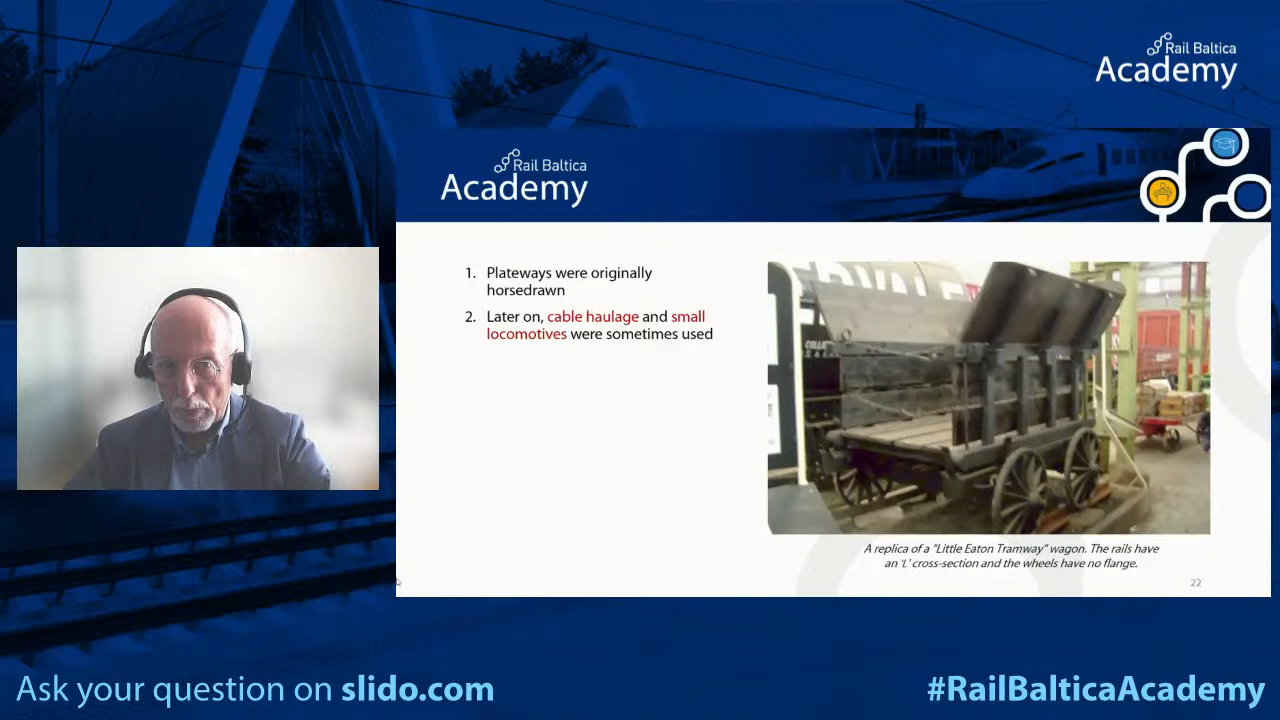 Rail Baltica
Academy
Rail Baltica
Academy
1. Plateways were originally
horsedrawn
2. Later on, cable haulage and small
locomotives were sometimes used
COLLIE
A replica of a "Little Eaton Tramway" wagon. The rails have
an 'L' cross-section and the wheels have no flange.
22
Ask your question on slido.com
#RailBalticaAcademy